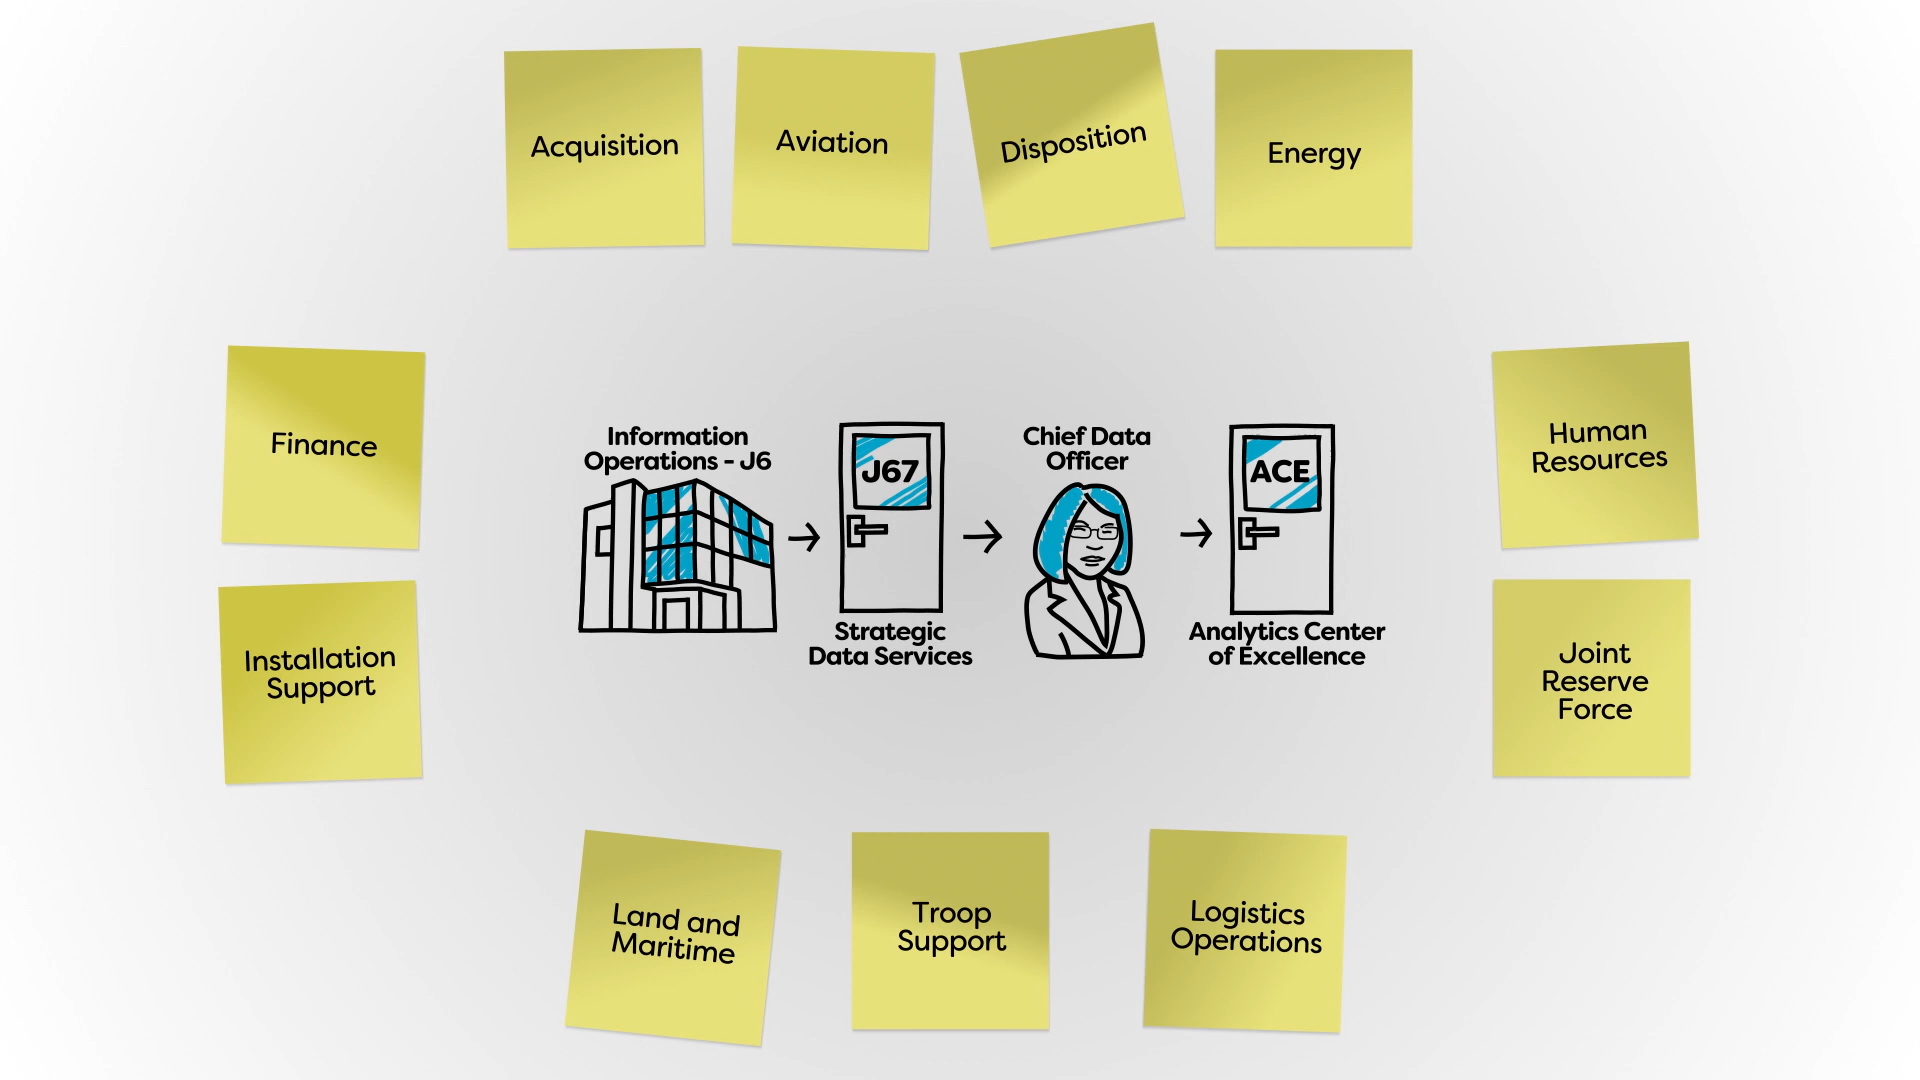 Acquisition
Aviation
Disposition
Energy
Finance
Human
Resources
Information
Operations - J6
J67
Strategic
Data Services
Chief Data
Officer
ACE
Analytics Center
of Excellence
Installation
Support
Joint
Reserve
Force
Land and
Maritime
Troop
Support
Logistics
Operations